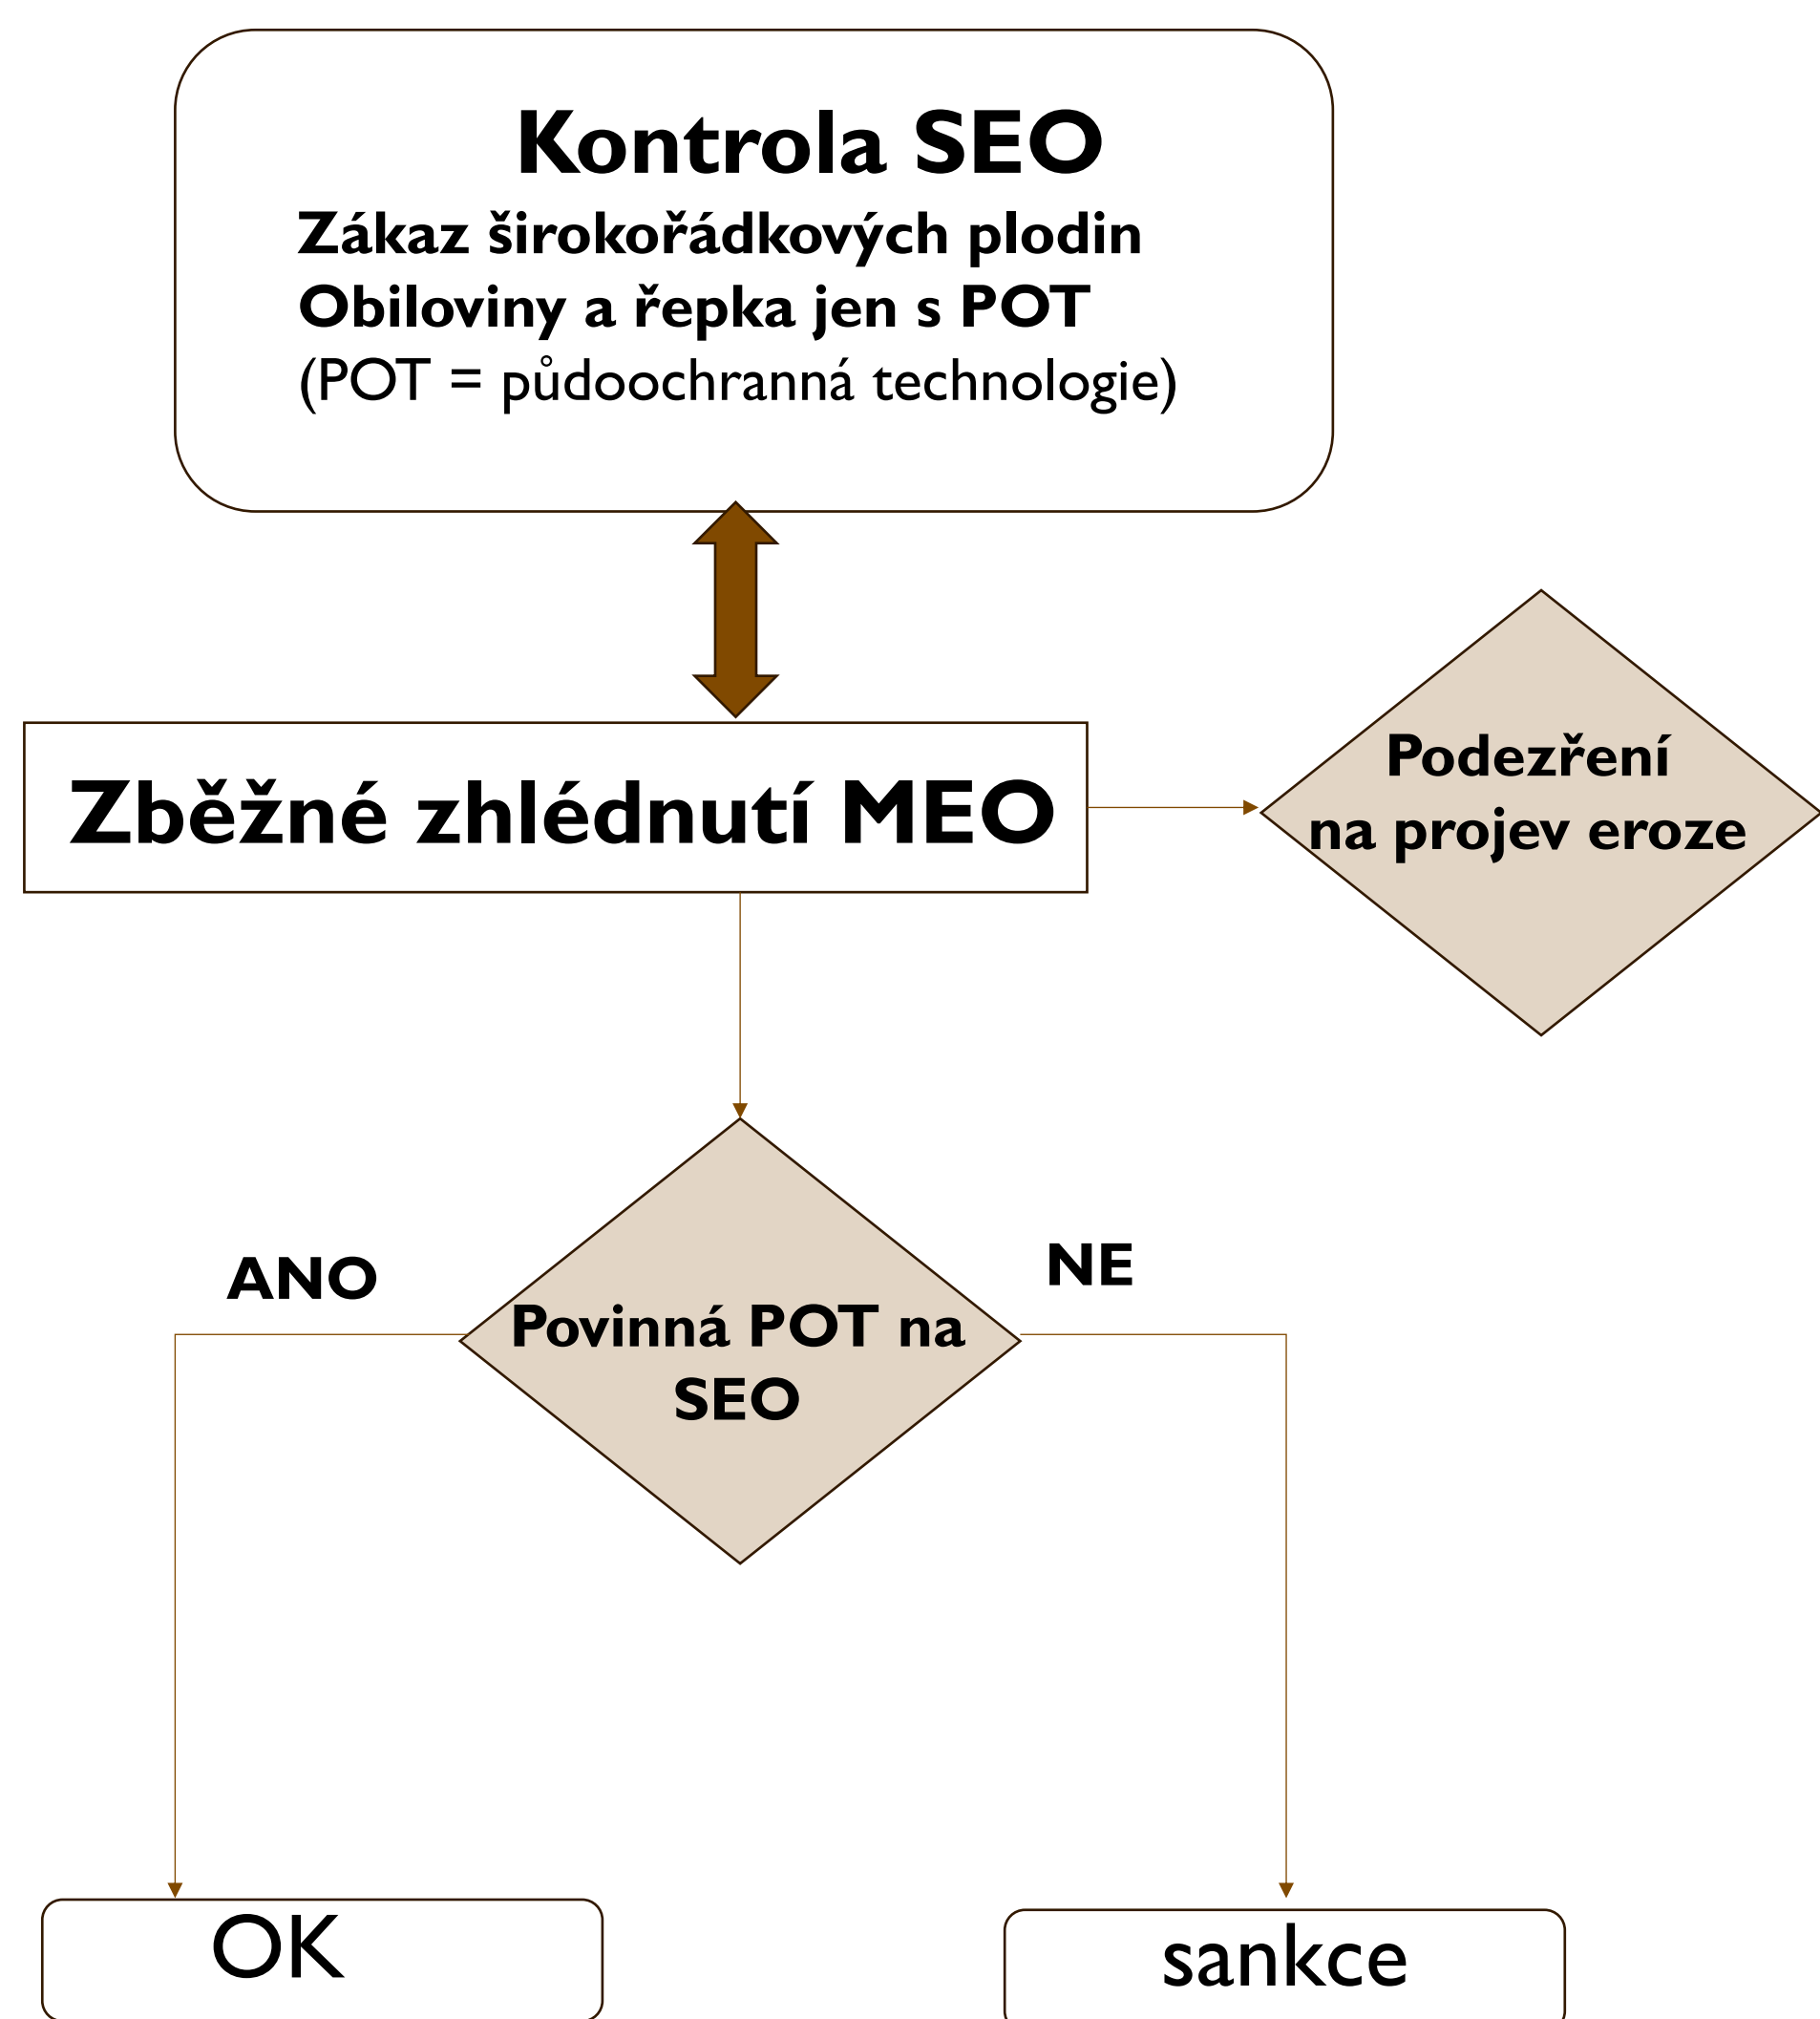 Kontrola SEO
Zákaz širokořádkových plodin
Obiloviny a řepka jen s POT
(POT = půdoochranná technologie)
Zběžné zhlédnutí MEO
Podezření
na projev eroze
ANO
NE
Povinná POT na
SEO
OK
sankce